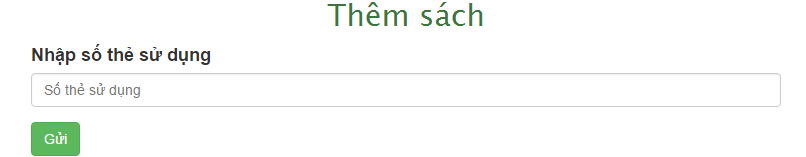 Thêm sách
Nhập số thẻ sử dụng
Số thẻ sử dụng
Gửi